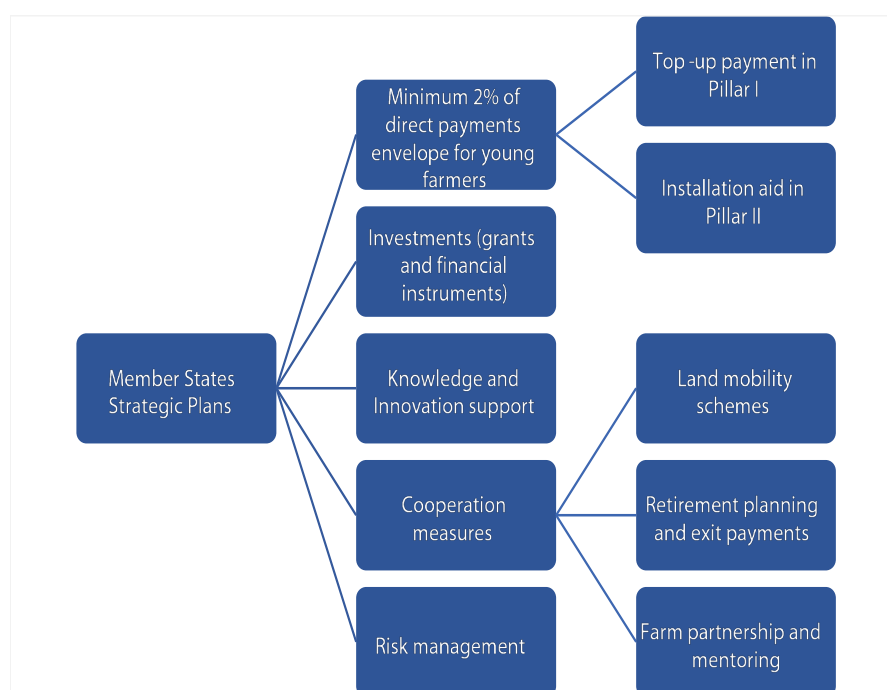 Member States
Strategic Plans
Minimum 2% of
direct payments
envelope for young
farmers
Top -up payment in
Pillar I
Installation aid in
Pillar II
Investments (grants
and financial
instruments)
Knowledge and
Innovation support
Cooperation
measures
Land mobility
schemes
Retirement planning
and exit payments
Farm partnership and
mentoring
Risk management